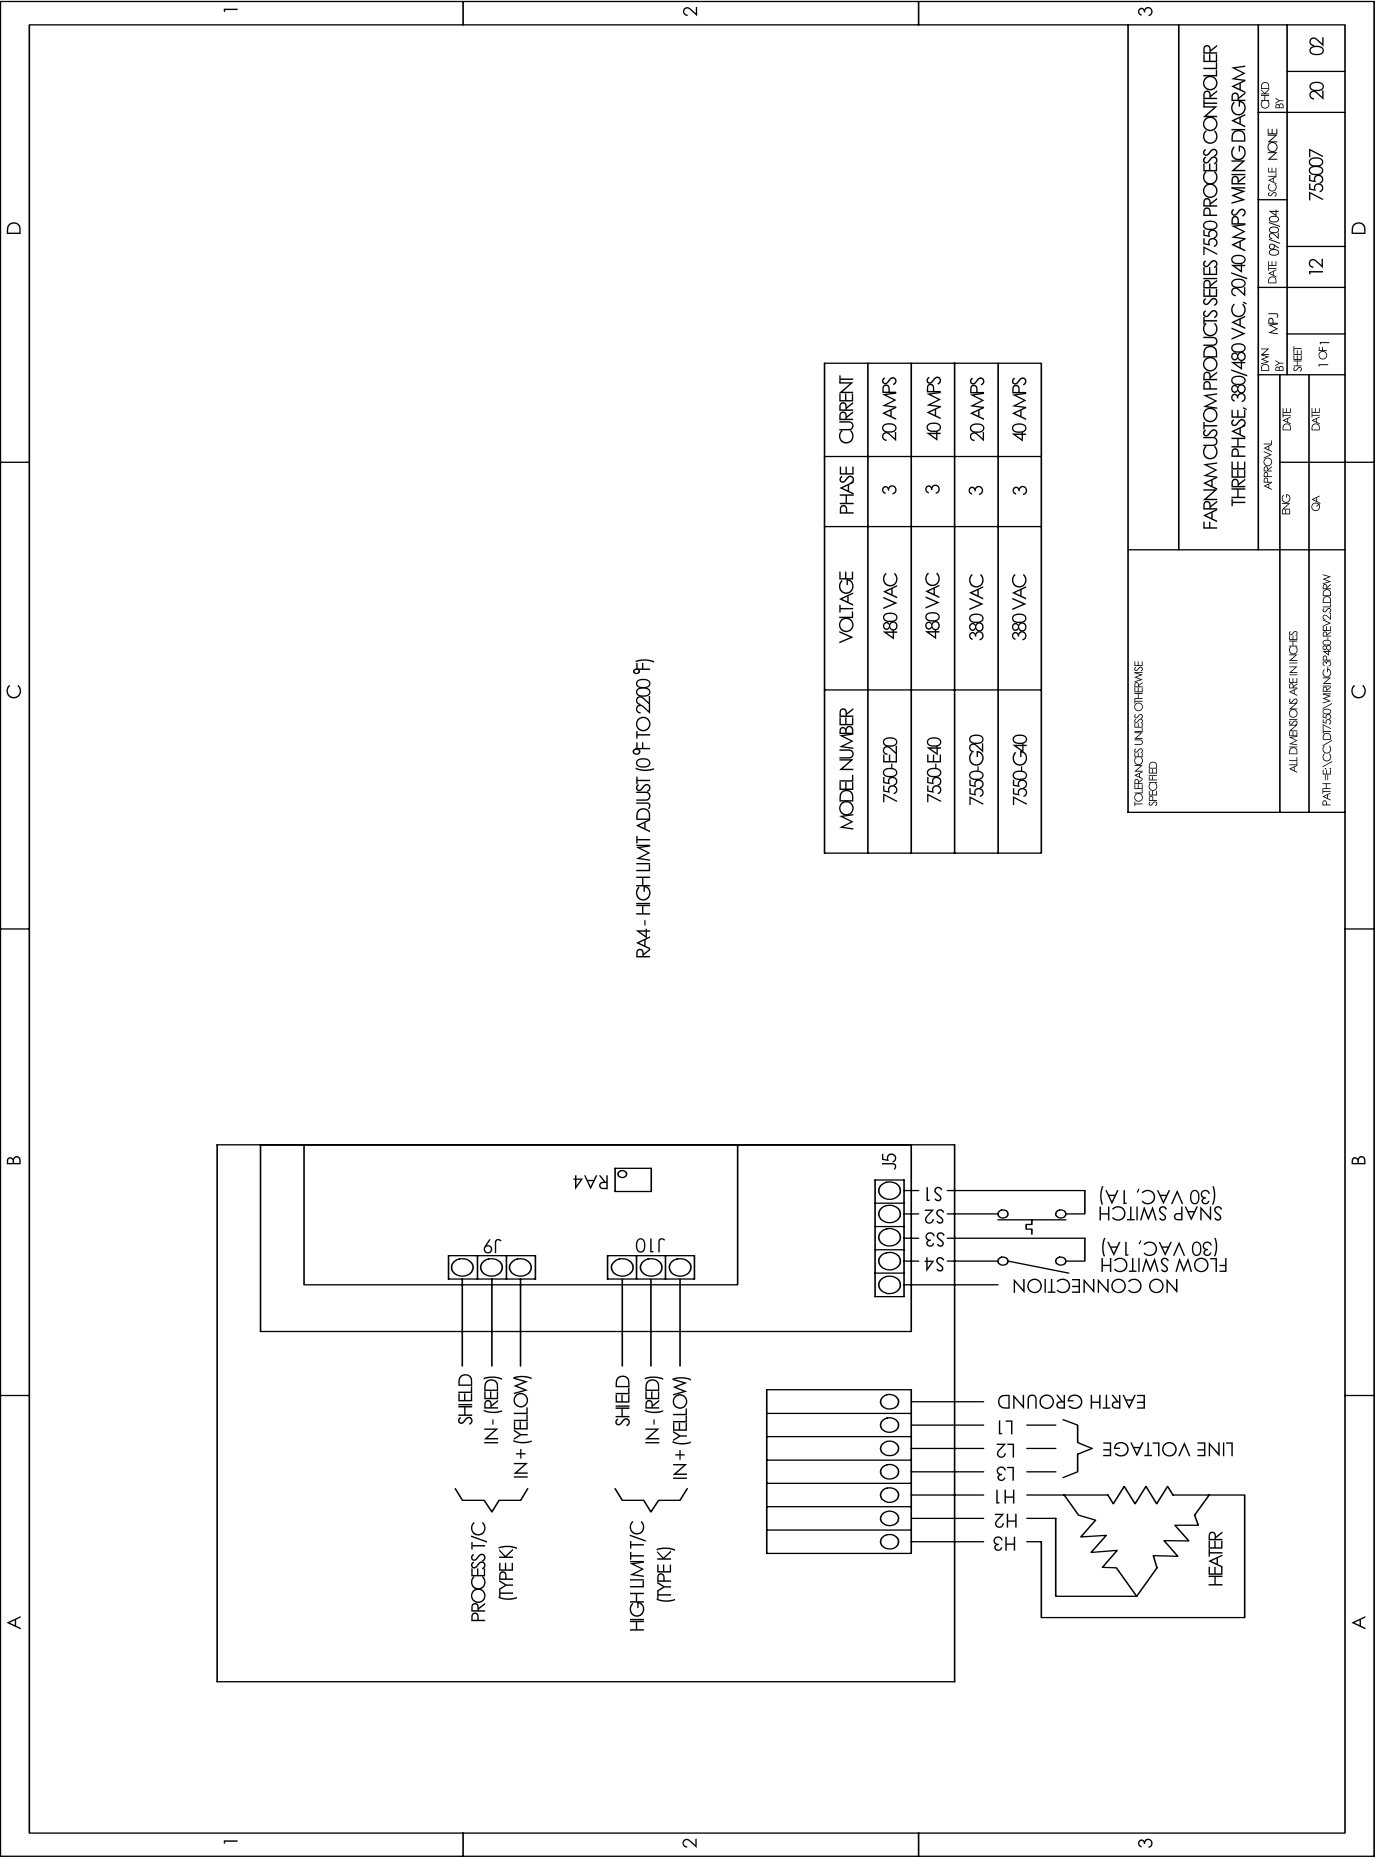 A
B
C
D
1
2
3
PROCESS T/C
(TYPE K)
SHIELD
IN - (RED)
IN + (YELLOW)
J9
HIGH LIMIT T/C
(TYPE K)
SHIELD
IN - (RED)
IN + (YELLOW)
J10
RA4
J5
S1
S2
S3
S4
SNAP SWITCH
(30 VAC, 1A)
FLOW SWITCH
(30 VAC, 1A)
NO CONNECTION
EARTH GROUND
L1
L2
L3
LINE VOLTAGE
H1
H2
H3
HEATER
RA4 - HIGH LIMIT ADJUST (0 °F TO 2200 °F)
MODEL NUMBER VOLTAGE PHASE CURRENT
7550-E20 480 VAC 3 20 AMPS
7550-E40 480 VAC 3 40 AMPS
7550-G20 380 VAC 3 20 AMPS
7550-G40 380 VAC 3 40 AMPS
TOLERANCES UNLESS OTHERWISE
SPECIFIED
ALL DIMENSIONS ARE IN INCHES
PATH =E:\CC\DT7550\WIRING-3P480-REV2.SLDDRW
FARNAM CUSTOM PRODUCTS SERIES 7550 PROCESS CONTROLLER
THREE PHASE, 380/480 VAC, 20/40 AMPS WIRING DIAGRAM
APPROVAL
ENG DATE
QA DATE
DWN
BY MPJ
DATE 09/20/04
SCALE NONE
CHKD
BY
SHEET
1 OF 1
12
755007
20
02
A
B
C
D
1
2
3